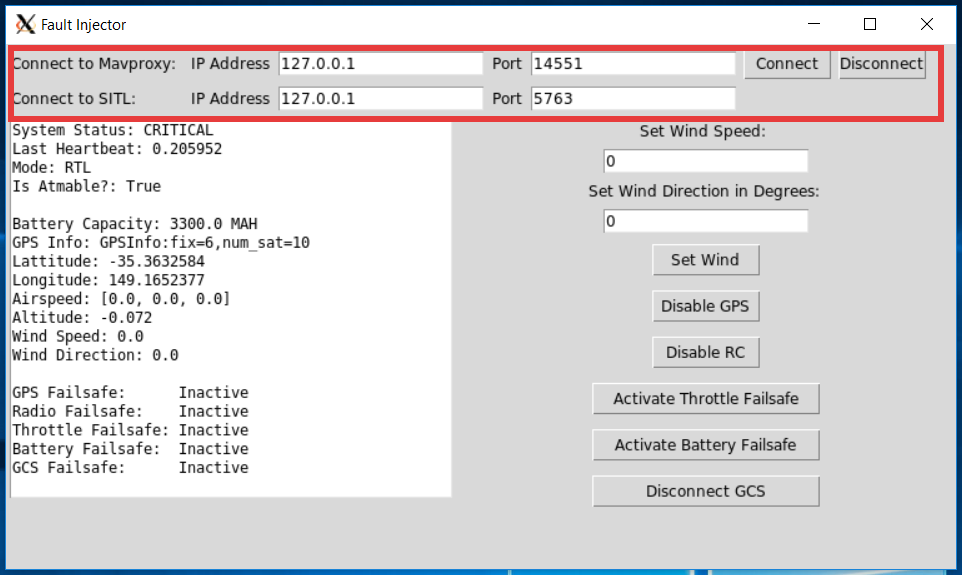 Fault Injector
Connect to Mavproxy: IP Address 127.0.0.1 Port 14551 Connect Disconnect
Connect to SITL: IP Address 127.0.0.1 Port 5763
System Status: CRITICAL
Last Heartbeat: 0.205952
Mode: RTL
Is Atmable?: True
Battery Capacity: 3300.0 MAH
GPS Info: GPSInfo:fix=6,num_sat=10
Lattitude: -35.3632584
Longitude: 149.1652377
Airspeed: [0.0, 0.0, 0.0]
Altitude: -0.072
Wind Speed: 0.0
Wind Direction: 0.0
GPS Failsafe: Inactive
Radio Failsafe: Inactive
Throttle Failsafe: Inactive
Battery Failsafe: Inactive
GCS Failsafe: Inactive
Set Wind Speed:
0
Set Wind Direction in Degrees:
0
Set Wind
Disable GPS
Disable RC
Activate Throttle Failsafe
Activate Battery Failsafe
Disconnect GCS